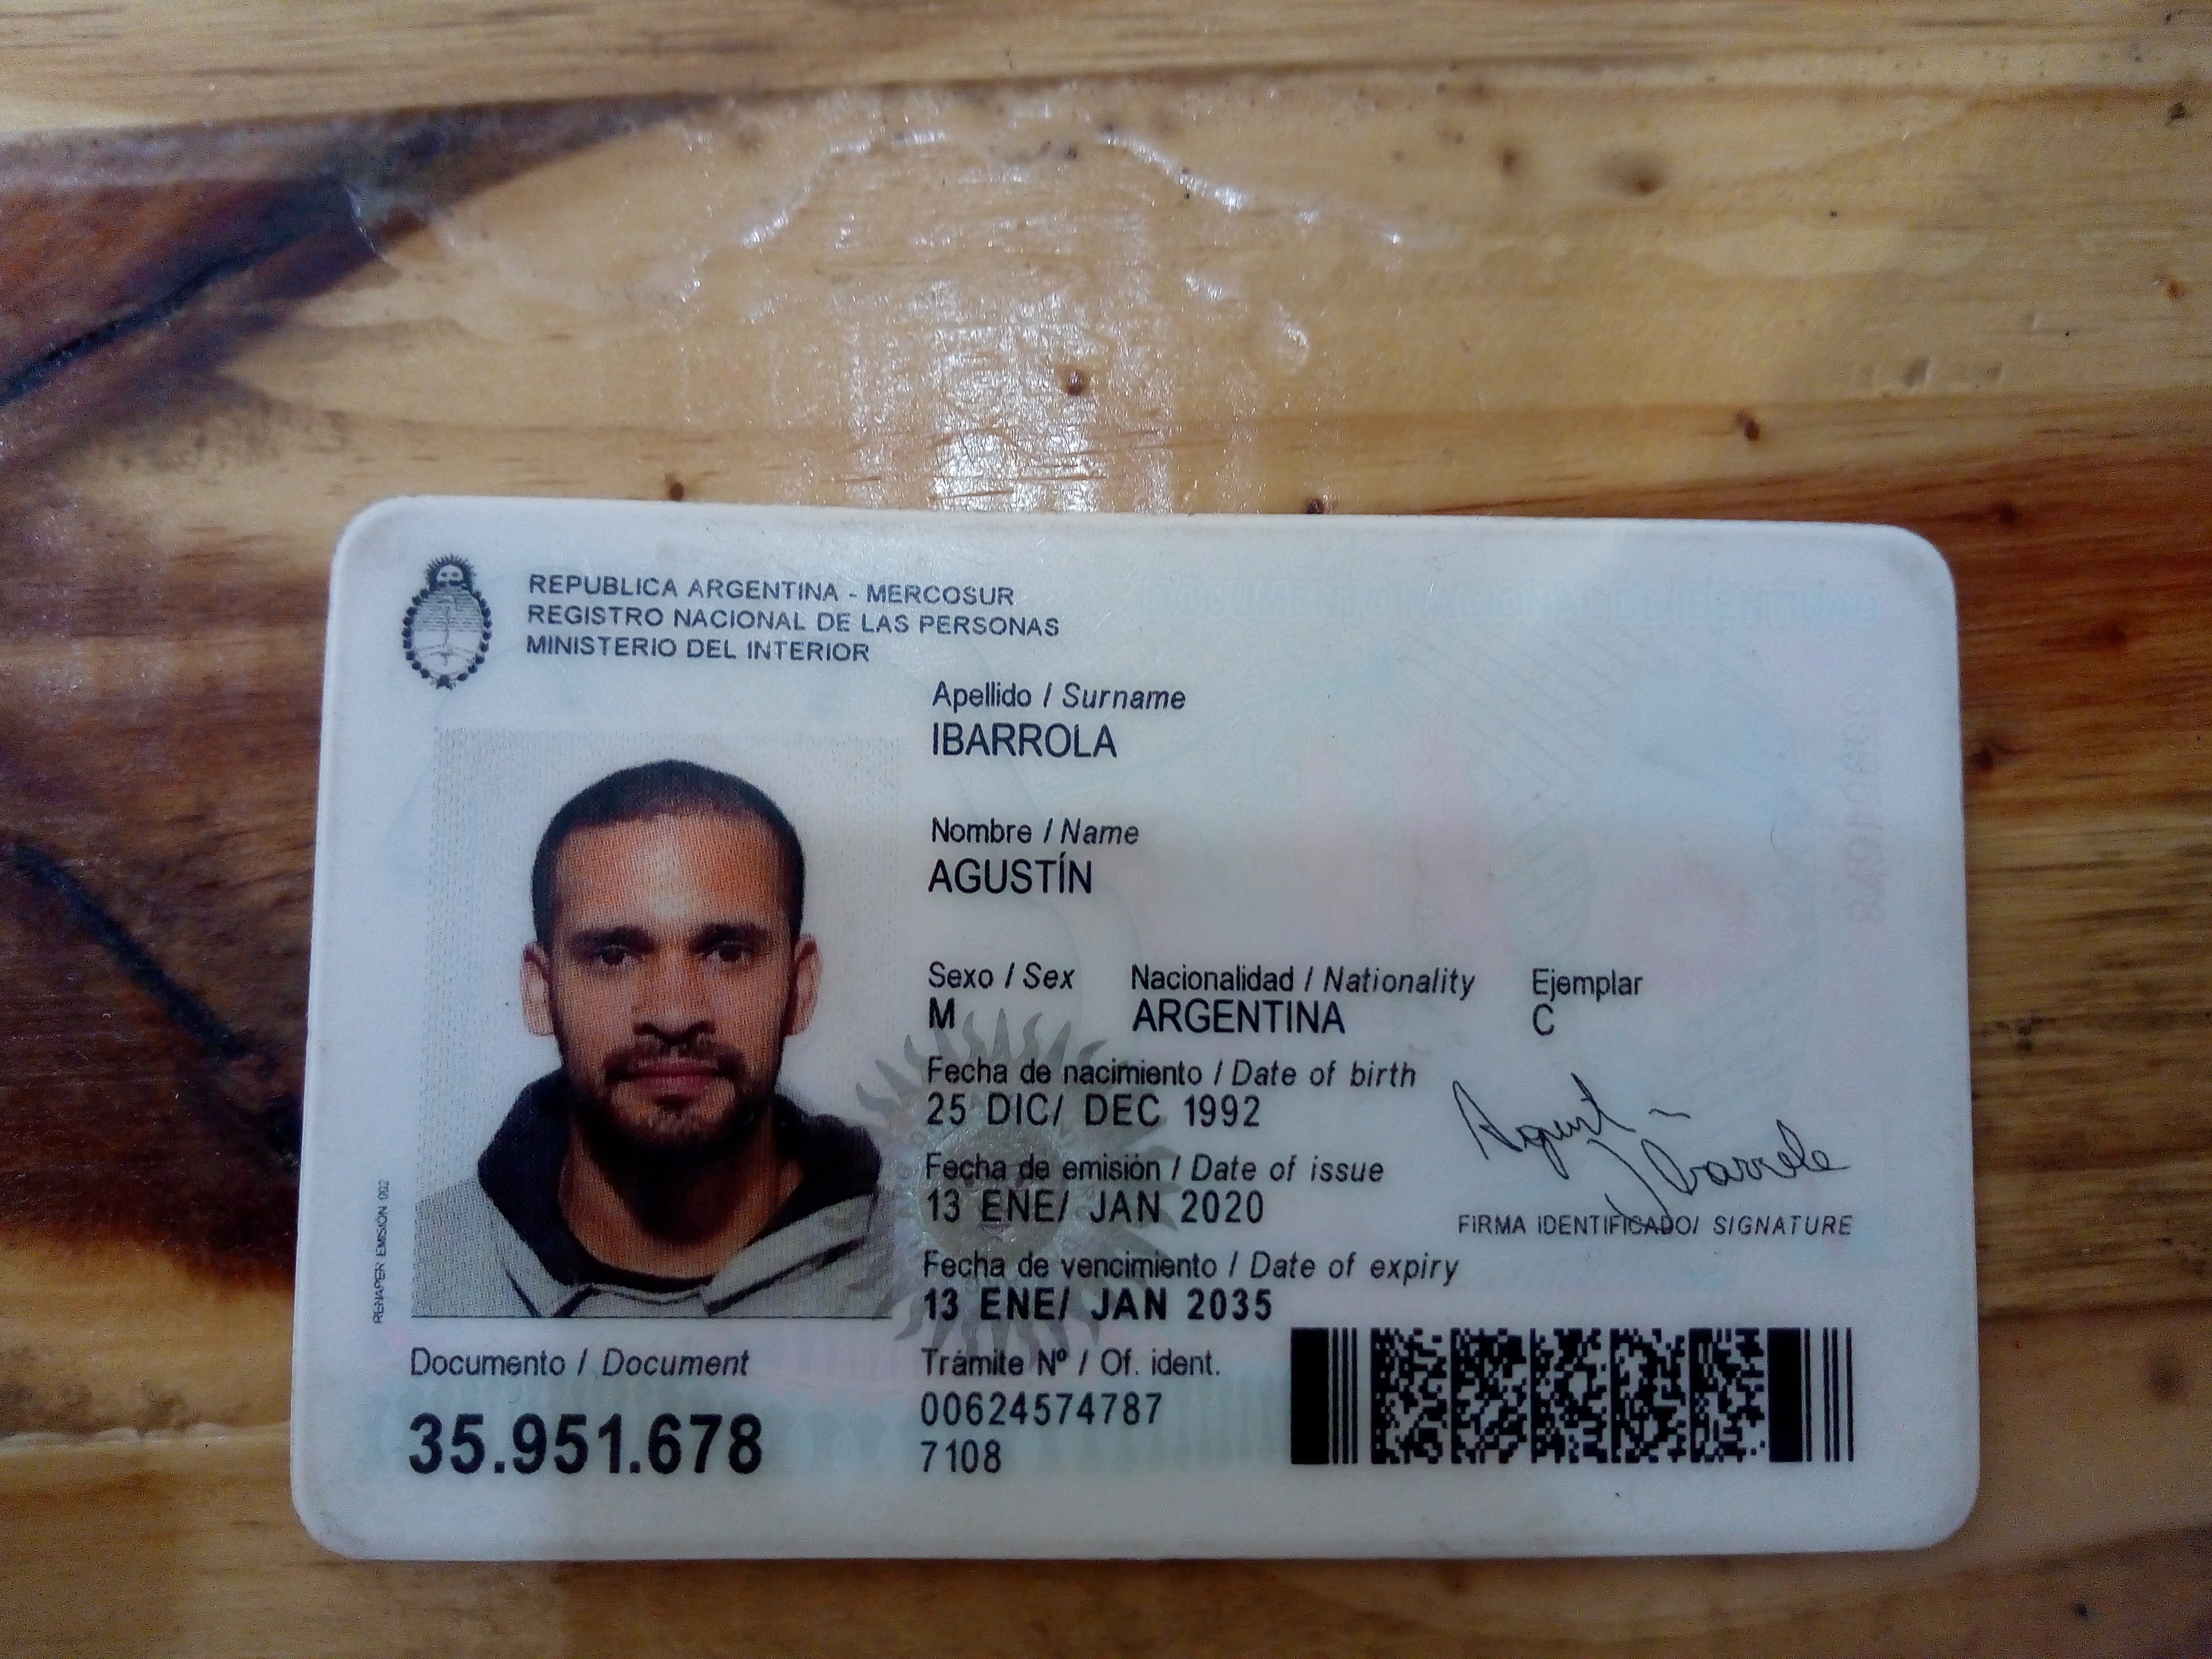 REPUBLICA ARGENTINA - MERCOSUR
REGISTRO NACIONAL DE LAS PERSONAS
MINISTERIO DEL INTERIOR
Apellido / Surname
IBARROLA
Nombre / Name
AGUSTÍN
Sexo / Sex Nacionalidad / Nationality Ejemplar
M ARGENTINA C
Fecha de nacimiento / Date of birth
25 DIC/ DEC 1992
Fecha de emisión / Date of issue
13 ENE/ JAN 2020
Agustín
Ibarrola
FIRMA IDENTIFICADO/ SIGNATURE
Fecha de vencimiento / Date of expiry
13 ENE/ JAN 2035
RENAPER EMISIÓN 002
Documento / Document
35.951.678
Trámite Nº / Of. ident.
00624574787
7108